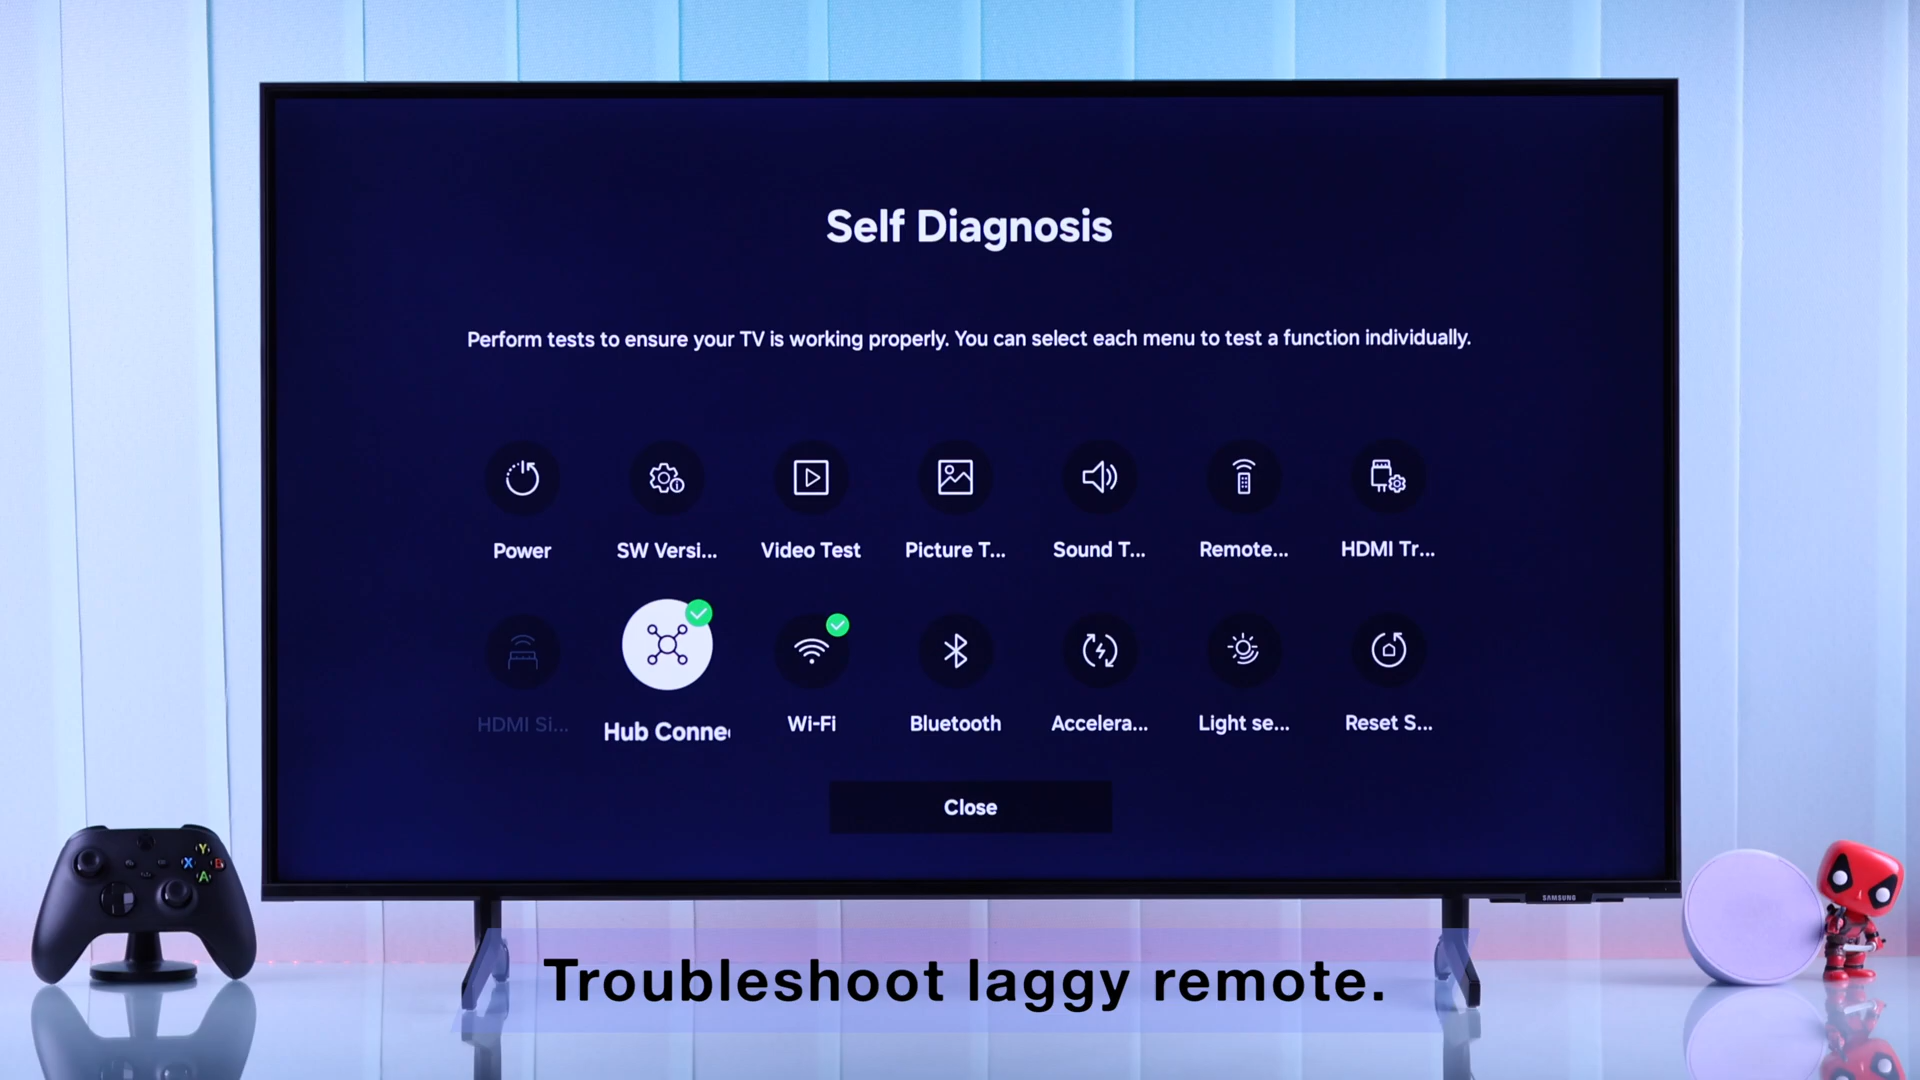 Self Diagnosis
Perform tests to ensure your TV is working properly. You can select each menu to test a function individually.
Power
SW Versi...
Video Test
Picture T...
Sound T...
Remote...
HDMI Tr...
HDMI Si...
Hub Conne
Wi-Fi
Bluetooth
Accelera...
Light se...
Reset S...
Close
SAMSUNG
Y
X
B
A
Troubleshoot laggy remote.